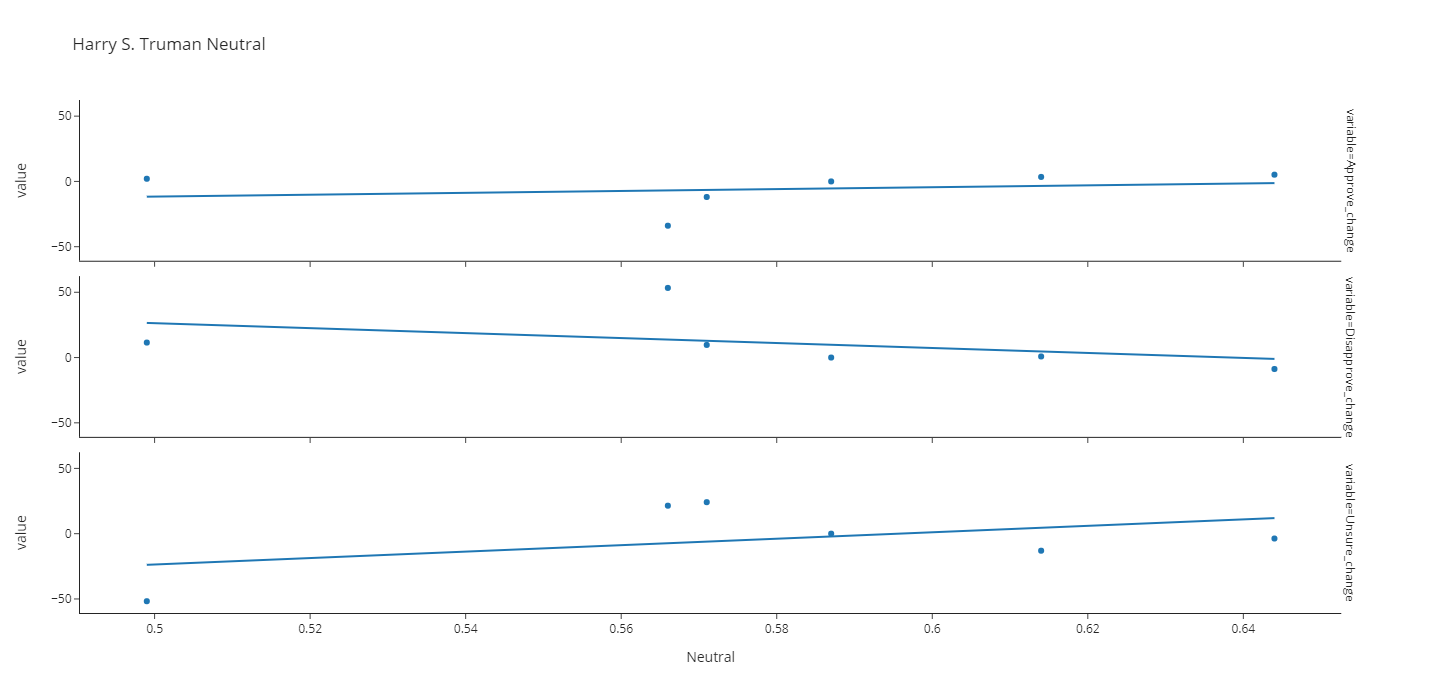 Harry S. Truman Neutral
50
0
−50
value
variable=Approve_change
50
0
−50
value
variable=Disapprove_change
50
0
−50
value
variable=Unsure_change
0.5 0.52 0.54 0.56 0.58 0.6 0.62 0.64
Neutral